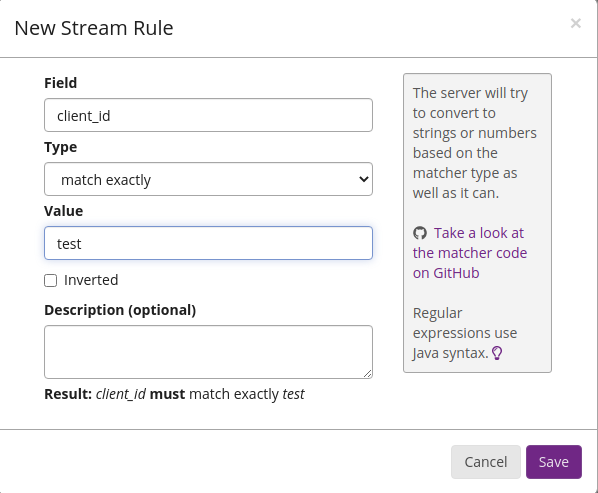 New Stream Rule
×
Field
client_id
Type
match exactly
Value
test
Inverted
Description (optional)
Result: client_id must match exactly test
The server will try
to convert to
strings or numbers
based on the
matcher type as
well as it can.
Take a look at
the matcher code
on GitHub
Regular
expressions use
Java syntax.
Cancel
Save